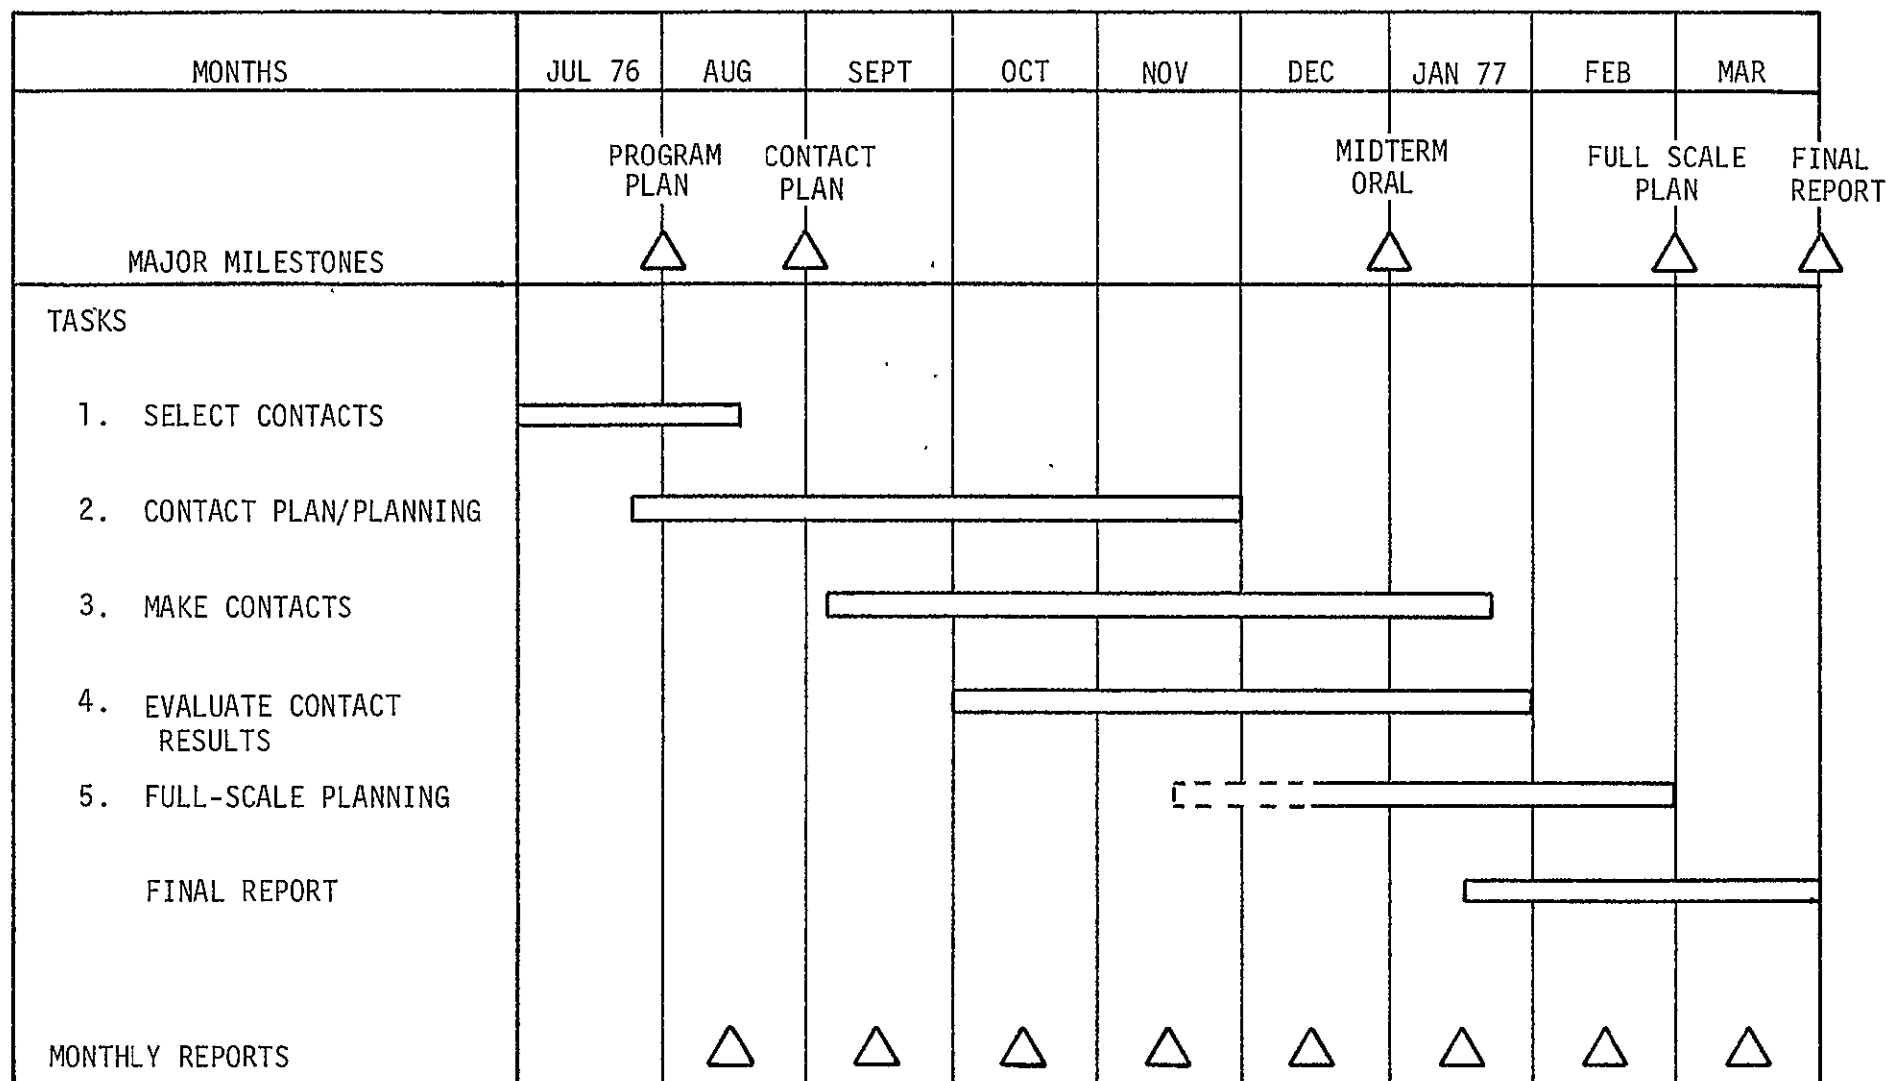 MONTHS JUL 76 AUG SEPT OCT NOV DEC JAN 77 FEB MAR
PROGRAM PLAN
CONTACT PLAN
MIDTERM ORAL
FULL SCALE PLAN
FINAL REPORT
MAJOR MILESTONES
TASKS
1. SELECT CONTACTS
2. CONTACT PLAN/PLANNING
3. MAKE CONTACTS
4. EVALUATE CONTACT
RESULTS
5. FULL-SCALE PLANNING
FINAL REPORT
MONTHLY REPORTS